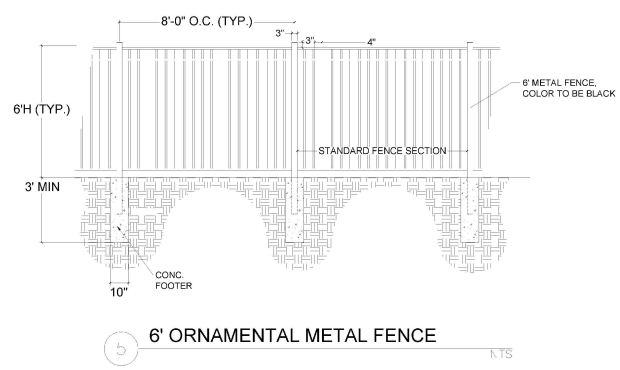 8'-0" O.C. (TYP.)
3"
3"
4"
6'H (TYP.)
6' METAL FENCE,
COLOR TO BE BLACK
STANDARD FENCE SECTION
3' MIN
CONC.
FOOTER
10"
5
6' ORNAMENTAL METAL FENCE
NTS